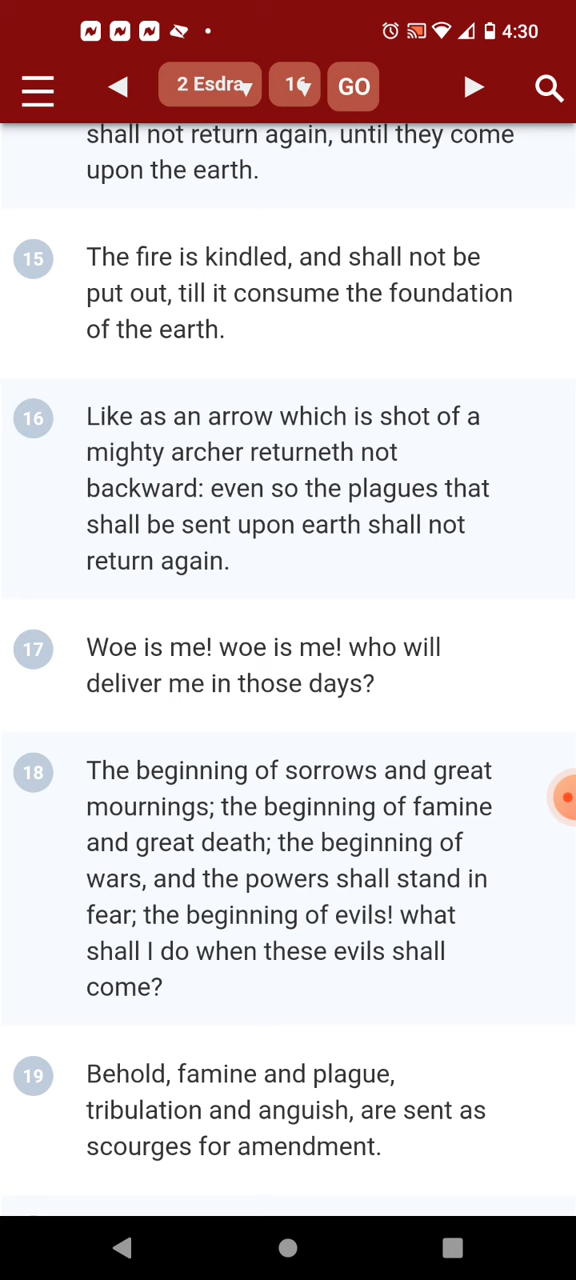 4:30
2 Esdra
16
GO
shall not return again, until they come
upon the earth.
15
The fire is kindled, and shall not be
put out, till it consume the foundation
of the earth.
16
Like as an arrow which is shot of a
mighty archer returneth not
backward: even so the plagues that
shall be sent upon earth shall not
return again.
17
Woe is me! woe is me! who will
deliver me in those days?
18
The beginning of sorrows and great
mournings; the beginning of famine
and great death; the beginning of
wars, and the powers shall stand in
fear; the beginning of evils! what
shall I do when these evils shall
come?
19
Behold, famine and plague,
tribulation and anguish, are sent as
scourges for amendment.